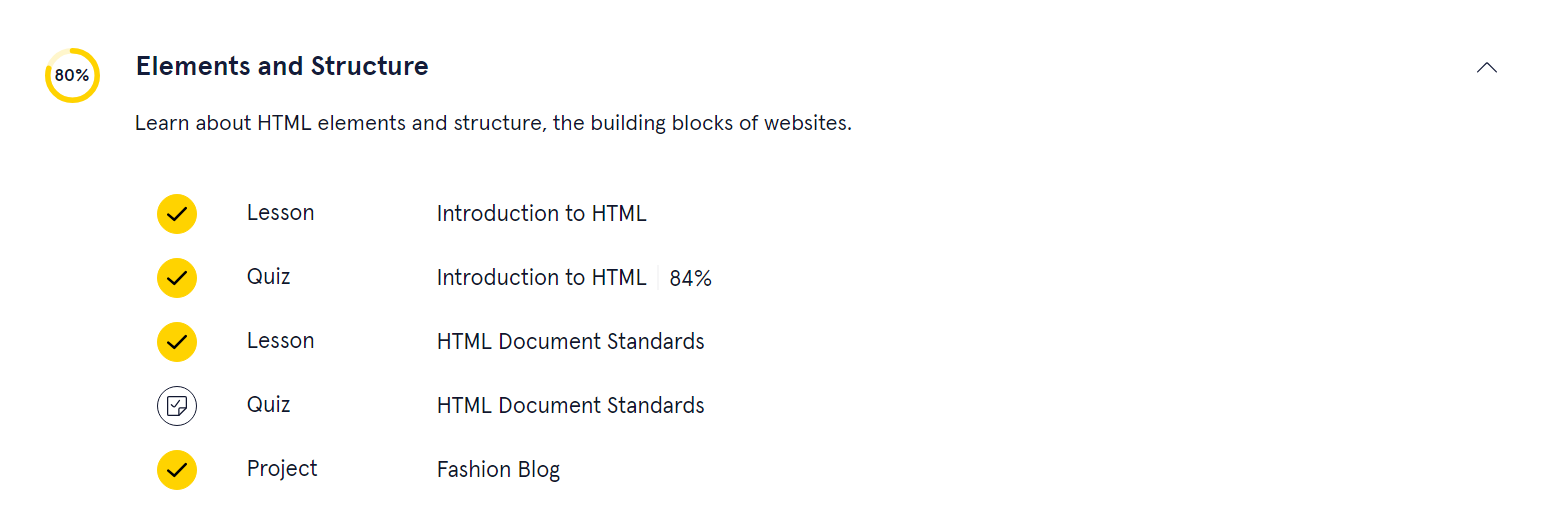 80%
Elements and Structure
Learn about HTML elements and structure, the building blocks of websites.
Lesson Introduction to HTML
Quiz Introduction to HTML 84%
Lesson HTML Document Standards
Quiz HTML Document Standards
Project Fashion Blog